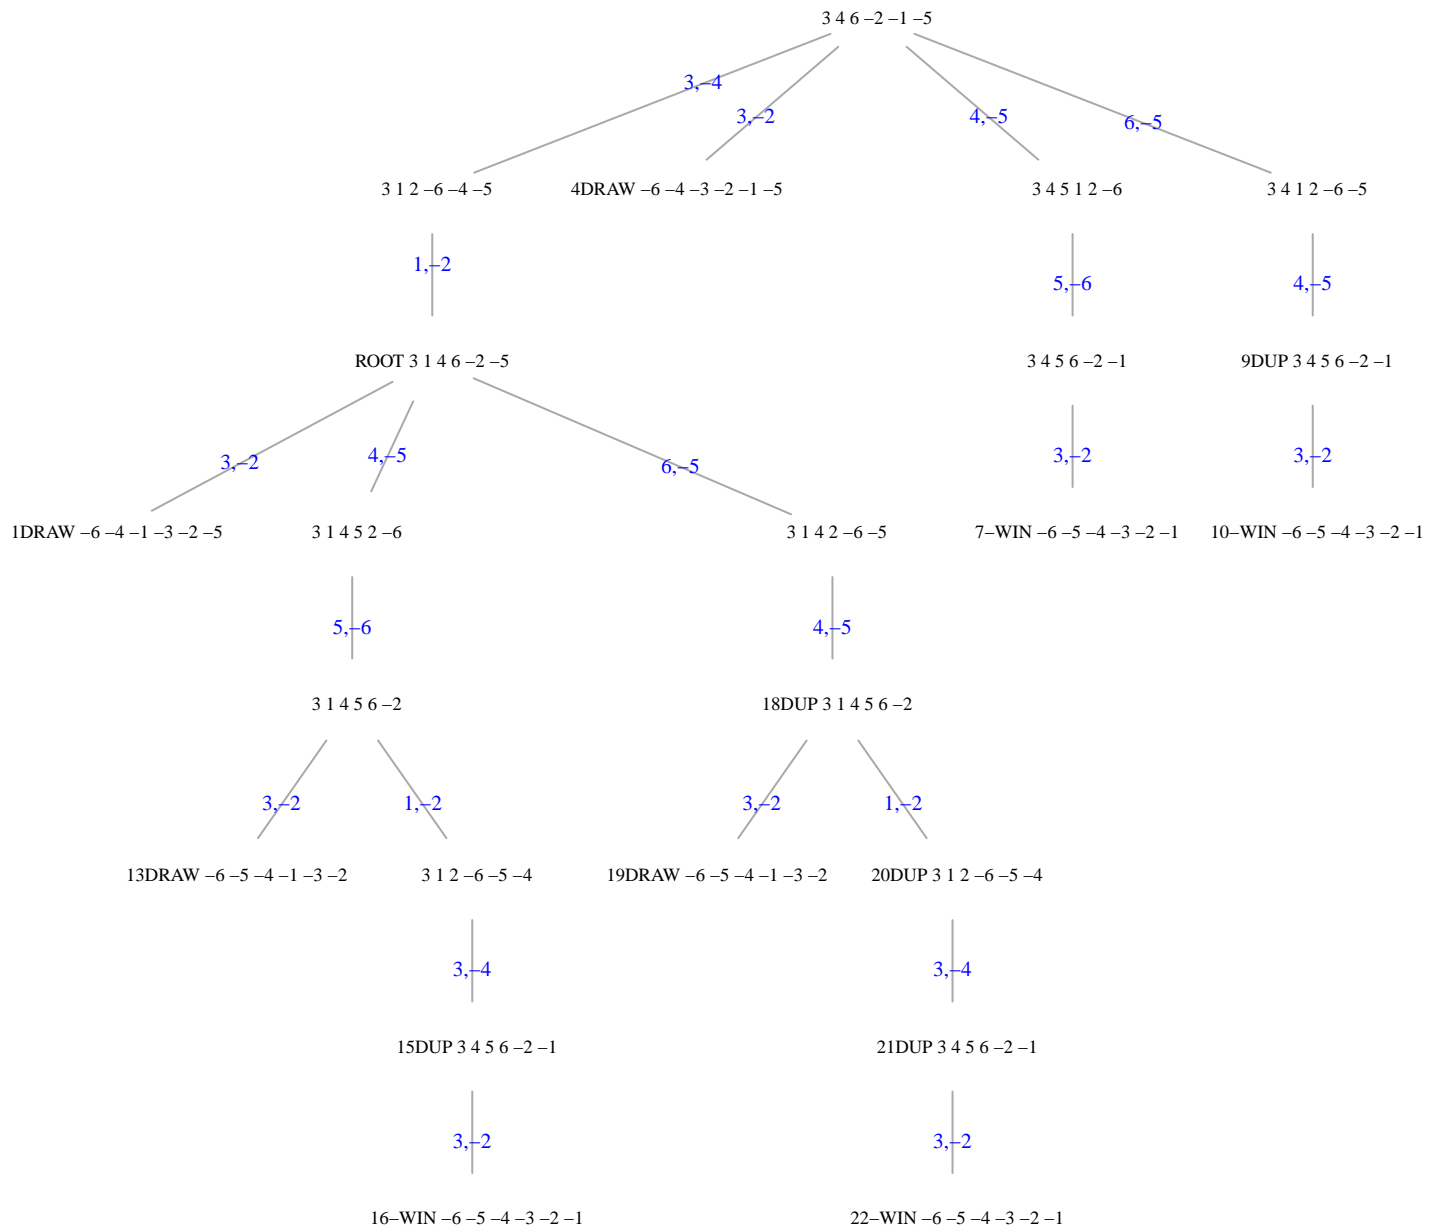 3 4 6 –2 –1 –5
3,–4
3,–2
4,–5
6,–5
3 1 2 –6 –4 –5
4DRAW –6 –4 –3 –2 –1 –5
3 4 5 1 2 –6
3 4 1 2 –6 –5
1,–2
5,–6
4,–5
ROOT 3 1 4 6 –2 –5
3 4 5 6 –2 –1
9DUP 3 4 5 6 –2 –1
3,–2
4,–5
6,–5
3,–2
3,–2
1DRAW –6 –4 –1 –3 –2 –5
3 1 4 5 2 –6
3 1 4 2 –6 –5
7–WIN –6 –5 –4 –3 –2 –1
10–WIN –6 –5 –4 –3 –2 –1
5,–6
4,–5
3 1 4 5 6 –2
18DUP 3 1 4 5 6 –2
3,–2
1,–2
3,–2
1,–2
13DRAW –6 –5 –4 –1 –3 –2
3 1 2 –6 –5 –4
19DRAW –6 –5 –4 –1 –3 –2
20DUP 3 1 2 –6 –5 –4
3,–4
3,–4
15DUP 3 4 5 6 –2 –1
21DUP 3 4 5 6 –2 –1
3,–2
3,–2
16–WIN –6 –5 –4 –3 –2 –1
22–WIN –6 –5 –4 –3 –2 –1